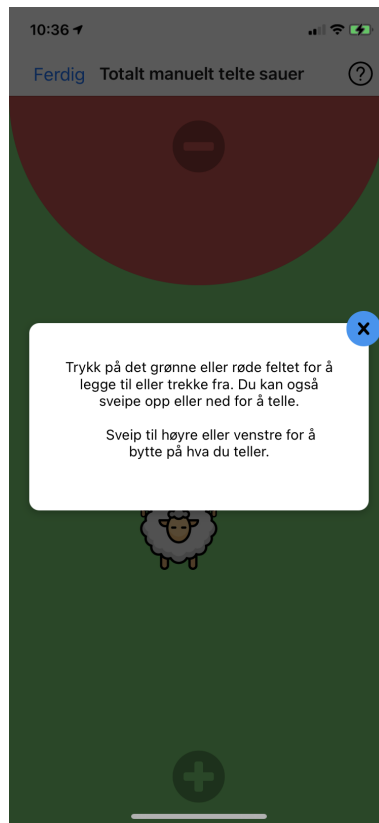 10:36
Ferdig Totalt manuelt telte sauer ?
Trykk på det grønne eller røde feltet for å
legge til eller trekke fra. Du kan også
sveipe opp eller ned for å telle.
Sveip til høyre eller venstre for å
bytte på hva du teller.